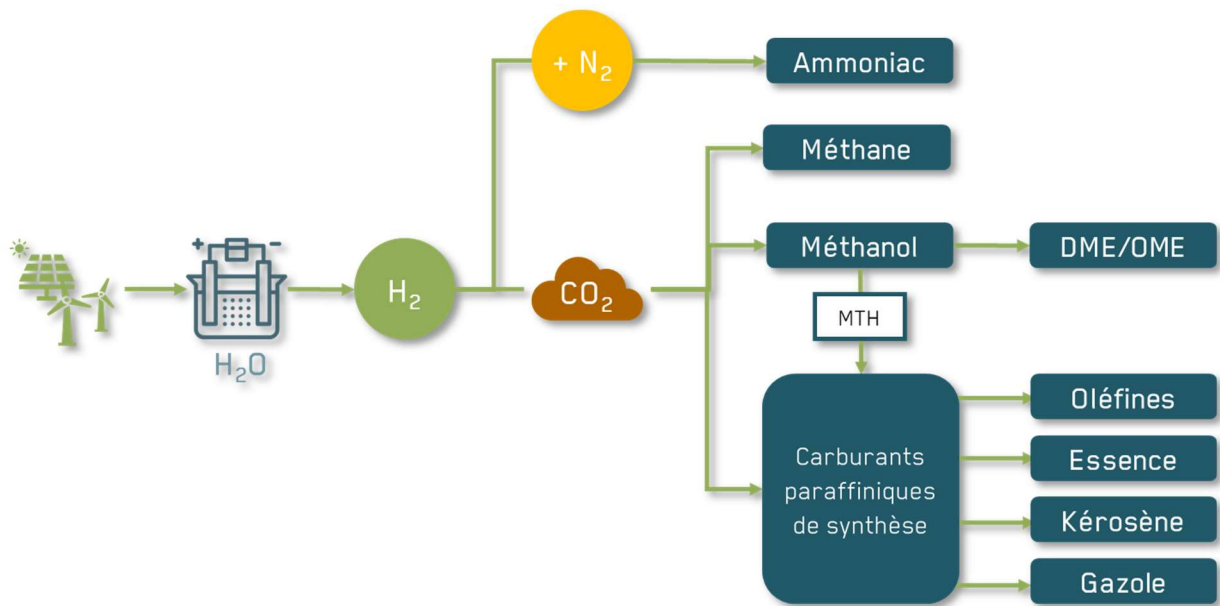 + N₂
Ammoniac
Méthane
+ −
H₂O
H₂
CO₂
Méthanol
DME/OME
MTH
Carburants
paraffiniques
de synthèse
Oléfines
Essence
Kérosène
Gazole